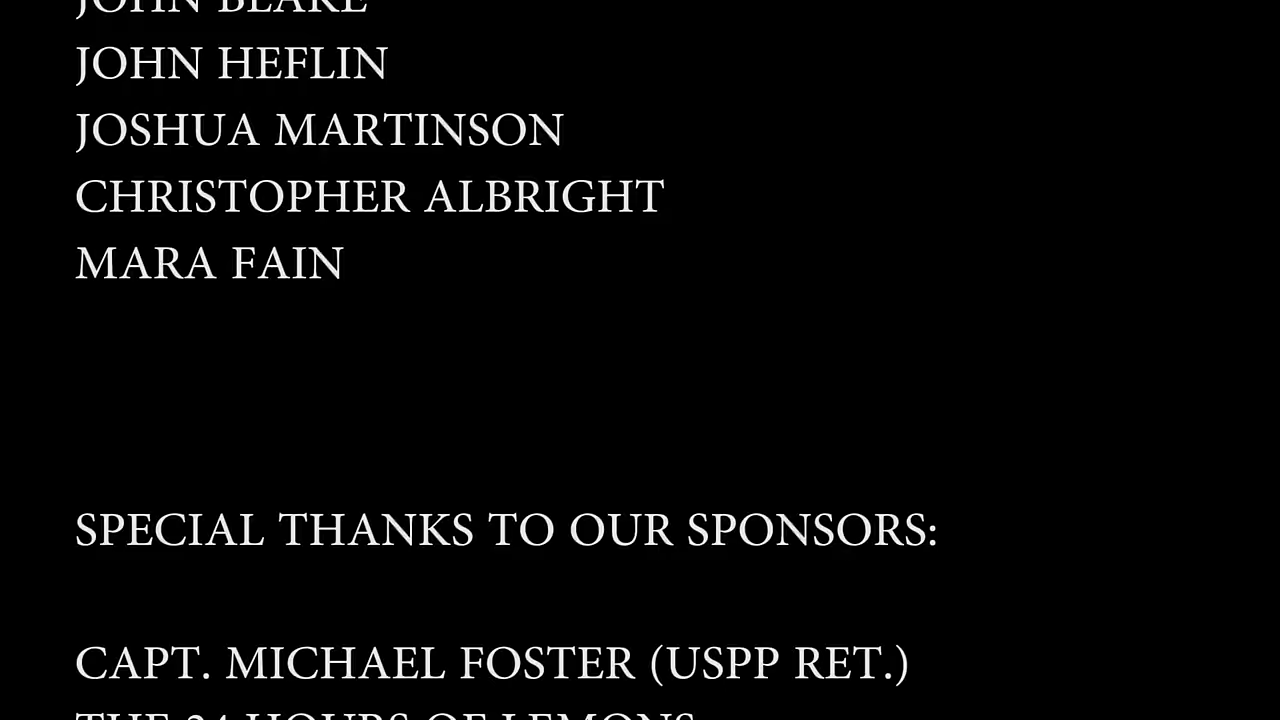 JOHN BLAKE
JOHN HEFLIN
JOSHUA MARTINSON
CHRISTOPHER ALBRIGHT
MARA FAIN
SPECIAL THANKS TO OUR SPONSORS:
CAPT. MICHAEL FOSTER (USPP RET.)
THE 24 HOURS OF LEMONS